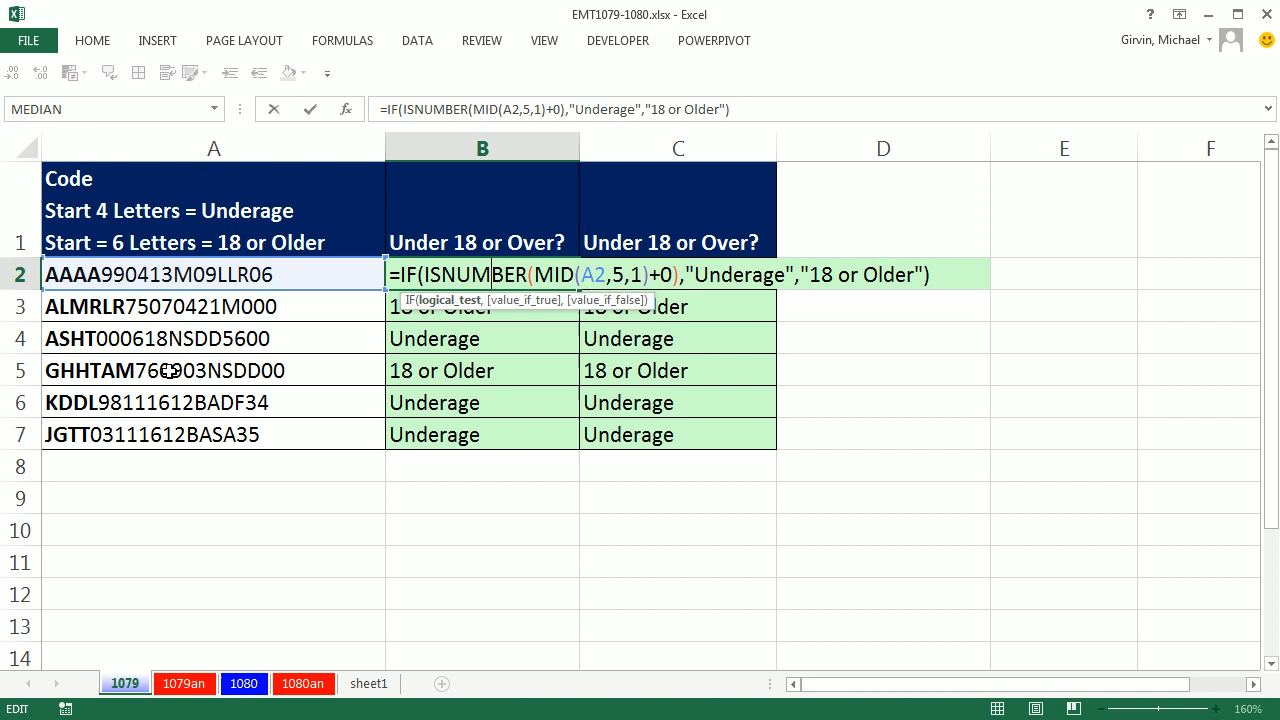 EMT1079-1080.xlsx - Excel
FILE HOME INSERT PAGE LAYOUT FORMULAS DATA REVIEW VIEW DEVELOPER POWERPIVOT Girvin, Michael
MEDIAN =IF(ISNUMBER(MID(A2,5,1)+0),"Underage","18 or Older")
A B C D E F
Code
Start 4 Letters = Underage
1 Start = 6 Letters = 18 or Older Under 18 or Over? Under 18 or Over?
2 AAAA990413M09LLR06 =IF(ISNUMBER(MID(A2,5,1)+0),"Underage","18 or Older")
IF(logical_test, [value_if_true], [value_if_false])
3 ALMRLR75070421M000 18 or Older 18 or Older
4 ASHT000618NSDD5600 Underage Underage
5 GHHTAM760903NSDD00 18 or Older 18 or Older
6 KDDL98111612BADF34 Underage Underage
7 JGTT03111612BASA35 Underage Underage
8
9
10
11
12
13
14
1079 1079an 1080 1080an sheet1
EDIT 160%